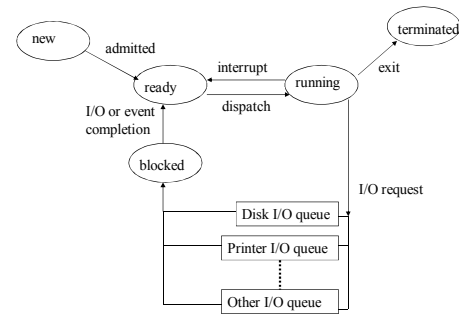 new
terminated
admitted
interrupt
exit
ready
running
dispatch
I/O or event
completion
blocked
I/O request
Disk I/O queue
Printer I/O queue
Other I/O queue